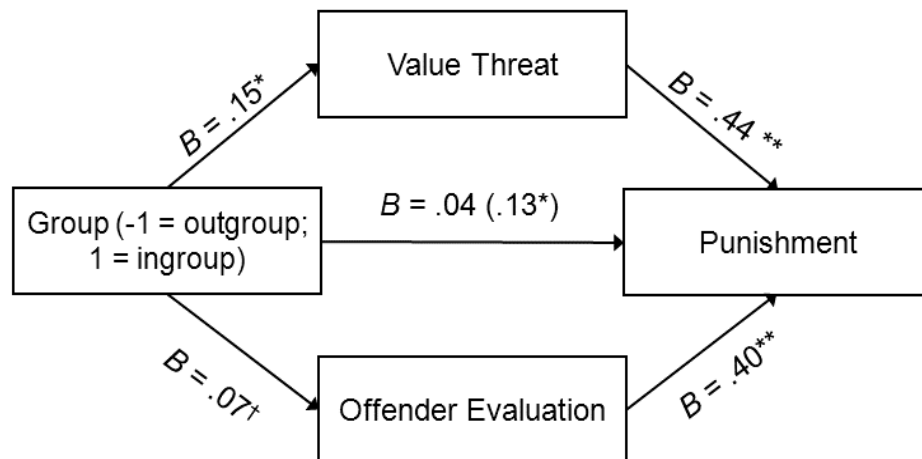 Value Threat
B = .15*
B = .44 **
Group (-1 = outgroup;
1 = ingroup)
B = .04 (.13*)
Punishment
B = .07†
B = .40**
Offender Evaluation